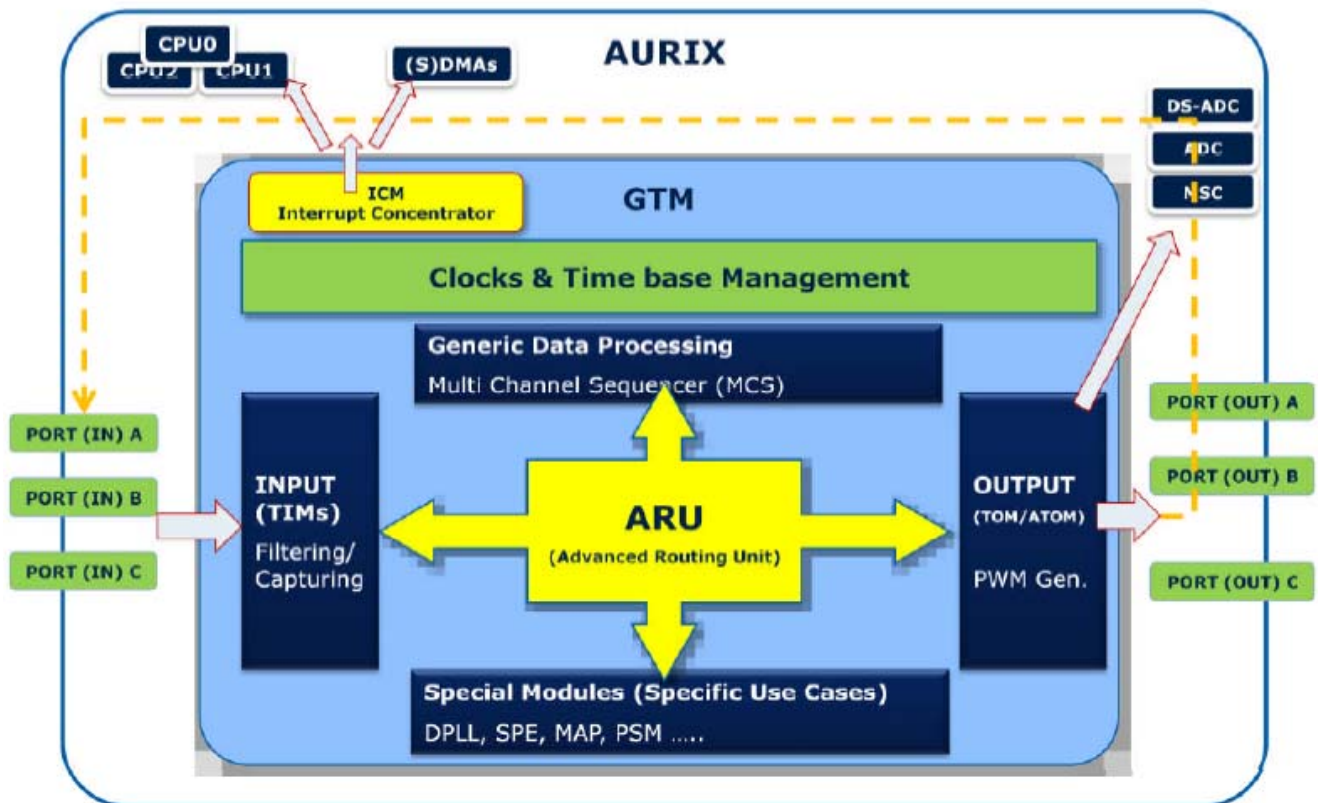 AURIX
CPU0
CPU2
CPU1
(S)DMAs
DS-ADC
ADC
MSC
ICM
Interrupt Concentrator
GTM
Clocks & Time base Management
Generic Data Processing
Multi Channel Sequencer (MCS)
PORT (IN) A
PORT (IN) B
PORT (IN) C
INPUT
(TIMs)
Filtering/
Capturing
ARU
(Advanced Routing Unit)
OUTPUT
(TOM/ATOM)
PWM Gen.
PORT (OUT) A
PORT (OUT) B
PORT (OUT) C
Special Modules (Specific Use Cases)
DPLL, SPE, MAP, PSM .....